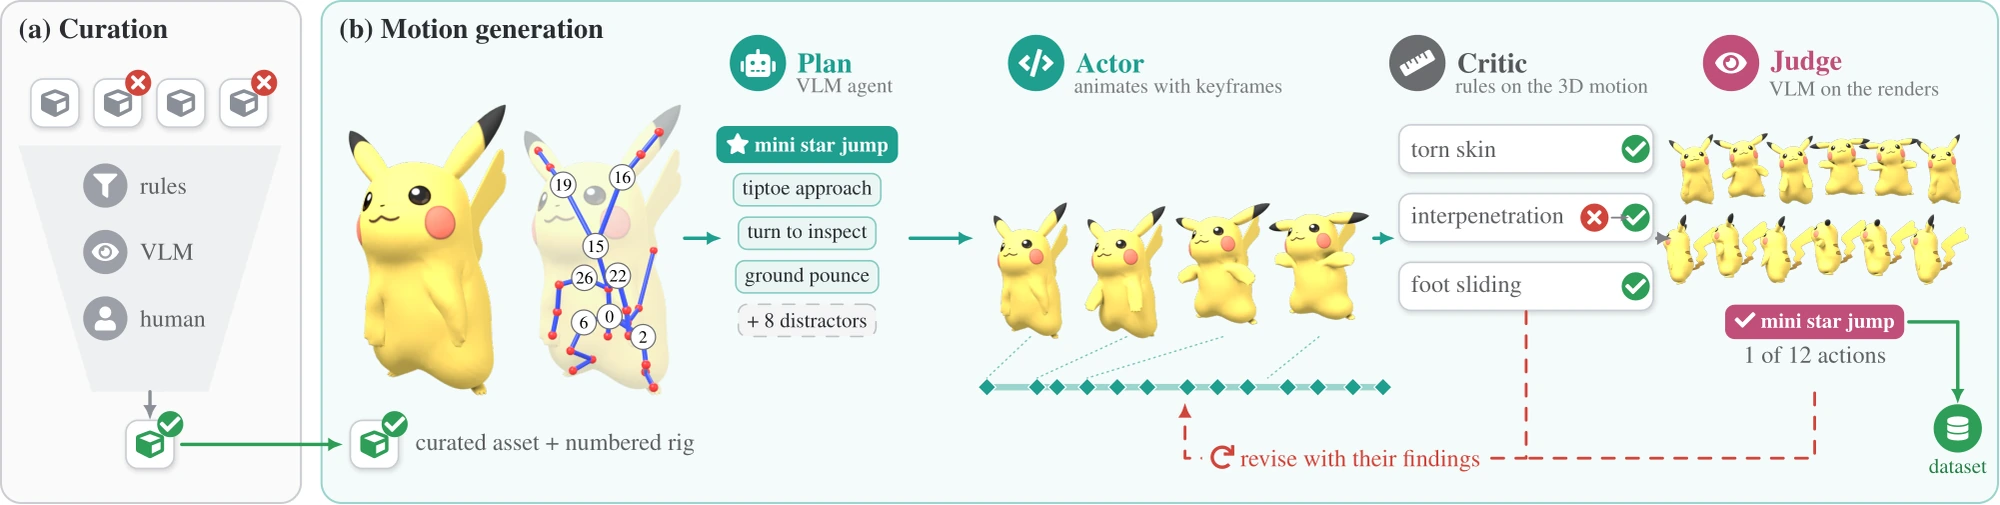 (a) Curation
rules
VLM
human
(b) Motion generation
19
16
15
26
22
6
0
2
curated asset + numbered rig
Plan
VLM agent
mini star jump
tiptoe approach
turn to inspect
ground pounce
+ 8 distractors
Actor
animates with keyframes
Critic
rules on the 3D motion
torn skin
interpenetration
foot sliding
Judge
VLM on the renders
mini star jump
1 of 12 actions
revise with their findings
dataset